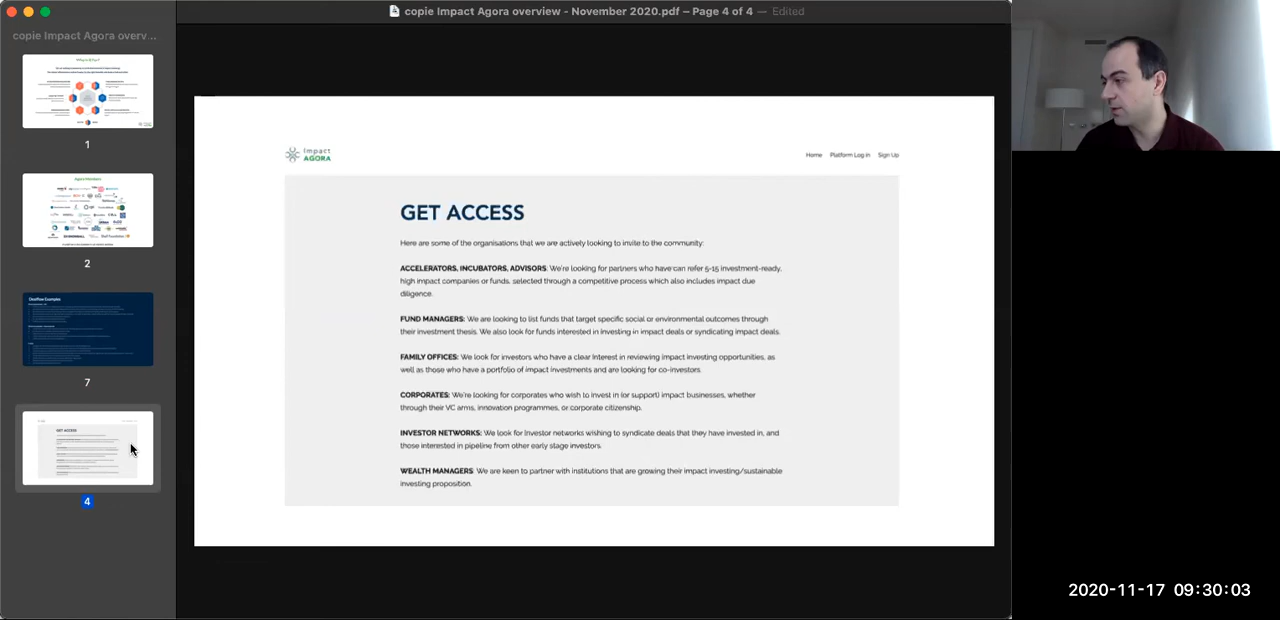 copie Impact Agora overview - November 2020.pdf – Page 4 of 4 — Edited
copie Impact Agora overv...
1
Agora Members
2
Dealflow Examples
7
GET ACCESS
4
impact
AGORA
Home Platform Log in Sign Up
GET ACCESS
Here are some of the organisations that we are actively looking to invite to the community:
ACCELERATORS, INCUBATORS, ADVISORS: We're looking for partners who have/can refer 5-15 investment-ready,
high impact companies or funds, selected through a competitive process which also includes impact due
diligence.
FUND MANAGERS: We are looking to list funds that target specific social or environmental outcomes through
their investment thesis. We also look for funds interested in investing in impact deals or syndicating impact deals.
FAMILY OFFICES: We look for investors who have a clear interest in reviewing impact investing opportunities, as
well as those who have a portfolio of impact investments and are looking for co-investors.
CORPORATES: We're looking for corporates who wish to invest in (or support) impact businesses, whether
through their VC arms, innovation programmes, or corporate citizenship.
INVESTOR NETWORKS: We look for investor networks wishing to syndicate deals that they have invested in, and
those interested in pipeline from other early stage investors.
WEALTH MANAGERS: We are keen to partner with institutions that are growing their impact investing/sustainable
investing proposition.
2020-11-17 09:30:03